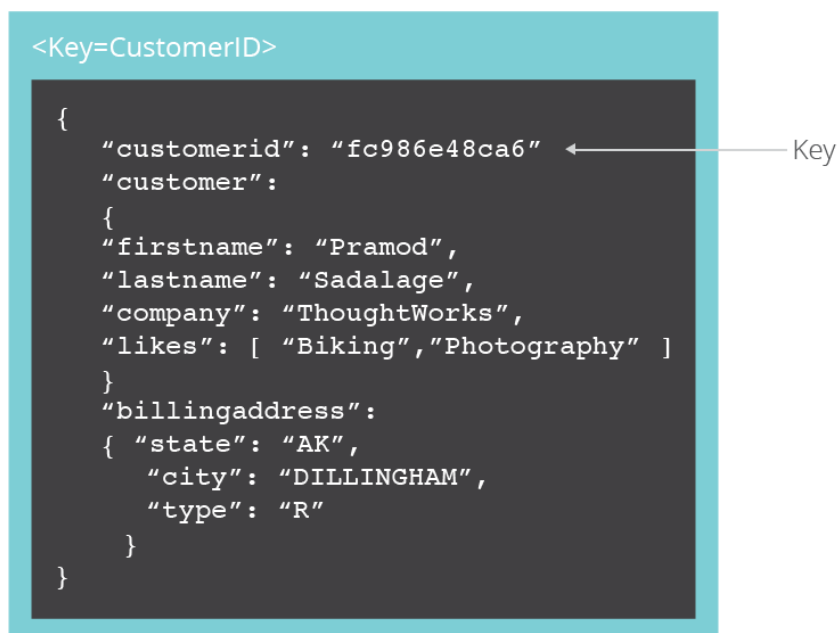 <Key=CustomerID>
{
“customerid”: “fc986e48ca6” Key
“customer”:
{
“firstname”: “Pramod”,
“lastname”: “Sadalage”,
“company”: “ThoughtWorks”,
“likes”: [ “Biking”,”Photography” ]
}
“billingaddress”:
{ “state”: “AK”,
“city”: “DILLINGHAM”,
“type”: “R”
}
}